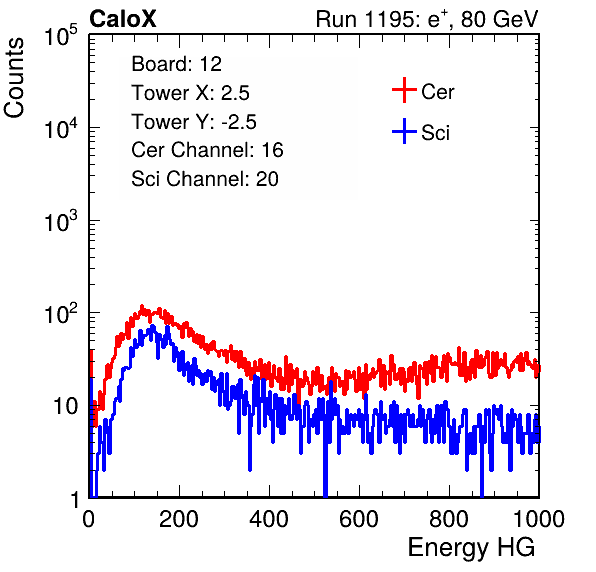 CaloX Run 1195: e⁺, 80 GeV
Counts
Board: 12
Tower X: 2.5
Tower Y: -2.5
Cer Channel: 16
Sci Channel: 20
Cer
Sci
10⁵
10⁴
10³
10²
10
1
0 200 400 600 800 1000
Energy HG